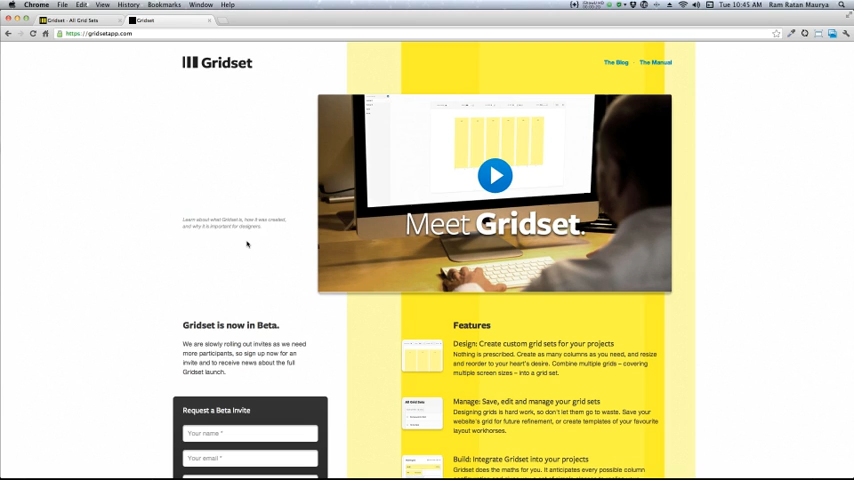 Chrome File Edit View History Bookmarks Window Help
Tue 10:45 AM Ram Ratan Maurya
Gridset - All Grid Sets
Gridset
https://gridsetapp.com
Gridset
The Blog
The Manual
Learn about what Gridset is, how it was created,
and why it is important for designers.
Meet Gridset.
Gridset is now in Beta.
We are slowly rolling out invites as we need
more participants, so sign up now for an
invite and to receive news about the full
Gridset launch.
Request a Beta Invite
Your name *
Your email *
Features
Design: Create custom grid sets for your projects
Nothing is prescribed. Create as many columns as you need, and resize
and reorder to your heart's desire. Combine multiple grids – covering
multiple screen sizes – into a grid set.
Manage: Save, edit and manage your grid sets
Designing grids is hard work, so don't let them go to waste. Save your
website's grid for future refinement, or create templates of your favourite
layout workhorses.
Build: Integrate Gridset into your projects
Gridset does the maths for you. It anticipates every possible column